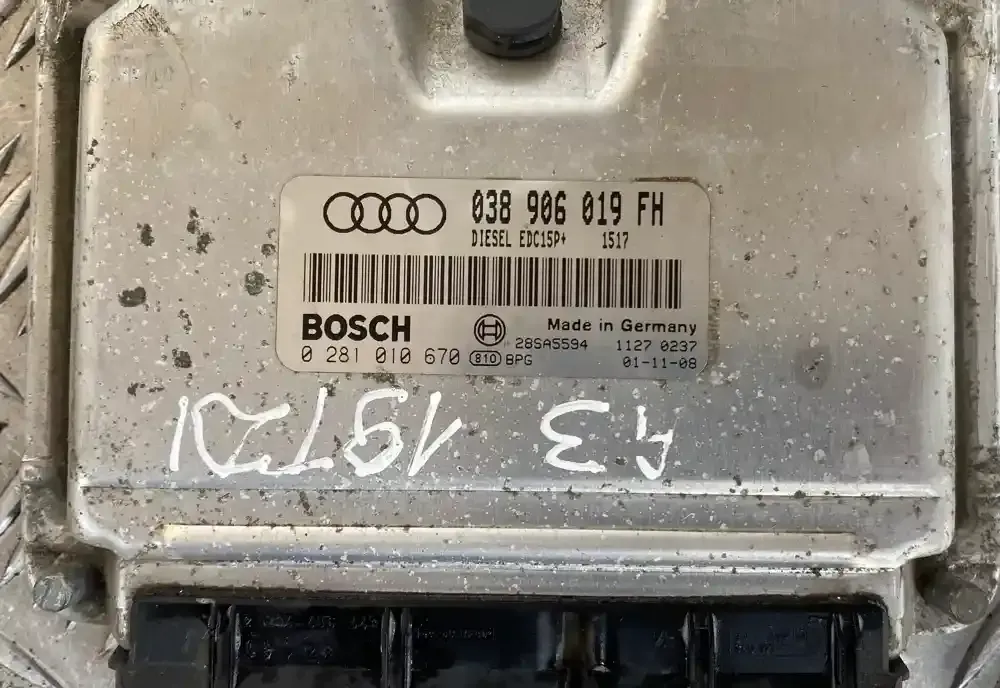 038 906 019 FH
DIESEL EDC15P+ 1517
BOSCH
Made in Germany
28SA5594 1127 0237
0 281 010 670 810 BPG 01-11-08
A3 19TDI